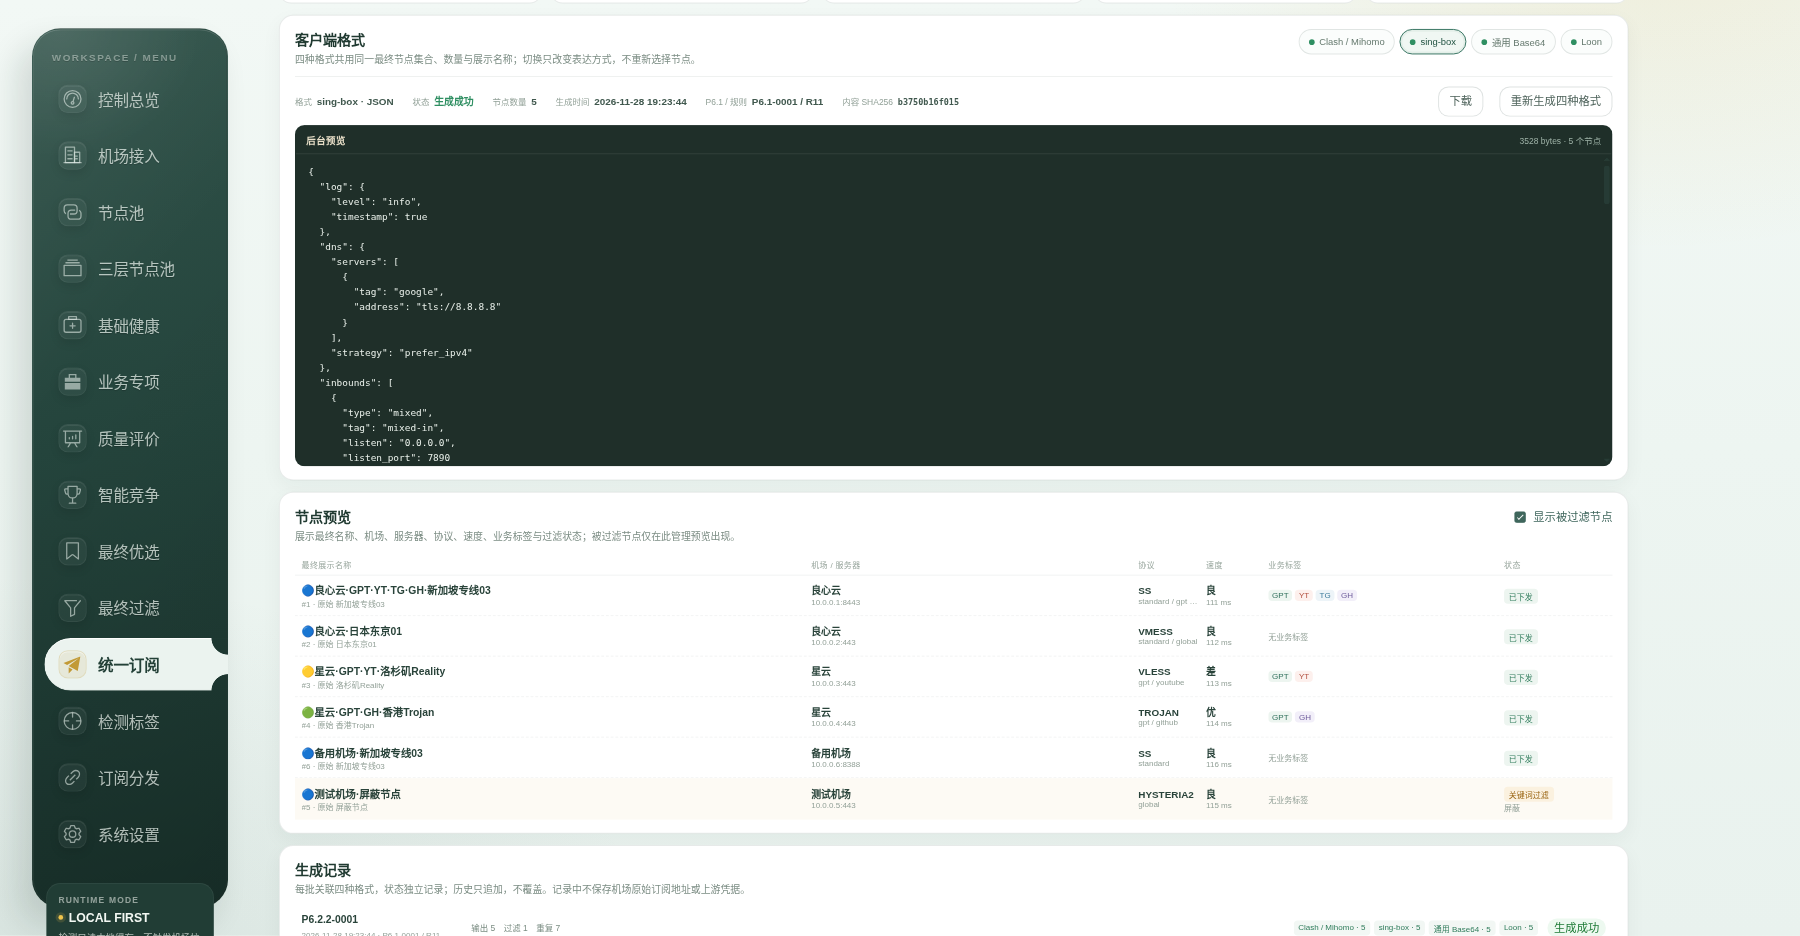 WORKSPACE / MENU
控制总览
机场接入
节点池
三层节点池
基础健康
业务专项
质量评价
智能竞争
最终优选
最终过滤
统一订阅
检测标签
订阅分发
系统设置
RUNTIME MODE
LOCAL FIRST
客户端格式
四种格式共用同一最终节点集合、数量与展示名称；切换只改变表达方式，不重新选择节点。
Clash / Mihomo
sing-box
通用 Base64
Loon
格式 sing-box · JSON 状态 生成成功 节点数量 5 生成时间 2026-11-28 19:23:44 P6.1 / 规则 P6.1-0001 / R11 内容 SHA256 b3750b16f015
下载
重新生成四种格式
后台预览
3528 bytes · 5 个节点
{
"log": {
"level": "info",
"timestamp": true
},
"dns": {
"servers": [
{
"tag": "google",
"address": "tls://8.8.8.8"
}
],
"strategy": "prefer_ipv4"
},
"inbounds": [
{
"type": "mixed",
"tag": "mixed-in",
"listen": "0.0.0.0",
"listen_port": 7890
节点预览
展示最终名称、机场、服务器、协议、速度、业务标签与过滤状态；被过滤节点仅在此管理预览出现。
显示被过滤节点
最终展示名称 机场 / 服务器 协议 速度 业务标签 状态
良心云·GPT·YT·TG·GH·新加坡专线03 良心云 SS 良 GPT YT TG GH 已下发
#1 · 原始 新加坡专线03 10.0.0.1:8443 standard / gpt … 111 ms
良心云·日本东京01 良心云 VMESS 良 无业务标签 已下发
#2 · 原始 日本东京01 10.0.0.2:443 standard / global 112 ms
星云·GPT·YT·洛杉矶Reality 星云 VLESS 差 GPT YT 已下发
#3 · 原始 洛杉矶Reality 10.0.0.3:443 gpt / youtube 113 ms
星云·GPT·GH·香港Trojan 星云 TROJAN 优 GPT GH 已下发
#4 · 原始 香港Trojan 10.0.0.4:443 gpt / github 114 ms
备用机场·新加坡专线03 备用机场 SS 良 无业务标签 已下发
#6 · 原始 新加坡专线03 10.0.0.6:8388 standard 116 ms
测试机场·屏蔽节点 测试机场 HYSTERIA2 良 无业务标签 关键词过滤
#5 · 原始 屏蔽节点 10.0.0.5:443 global 115 ms 屏蔽
生成记录
每批关联四种格式，状态独立记录；历史只追加，不覆盖。记录中不保存机场原始订阅地址或上游凭据。
P6.2.2-0001
2026-11-28 19:23:44 · P6.1-0001 / R11
输出 5 过滤 1 重复 7
Clash / Mihomo · 5
sing-box · 5
通用 Base64 · 5
Loon · 5
生成成功